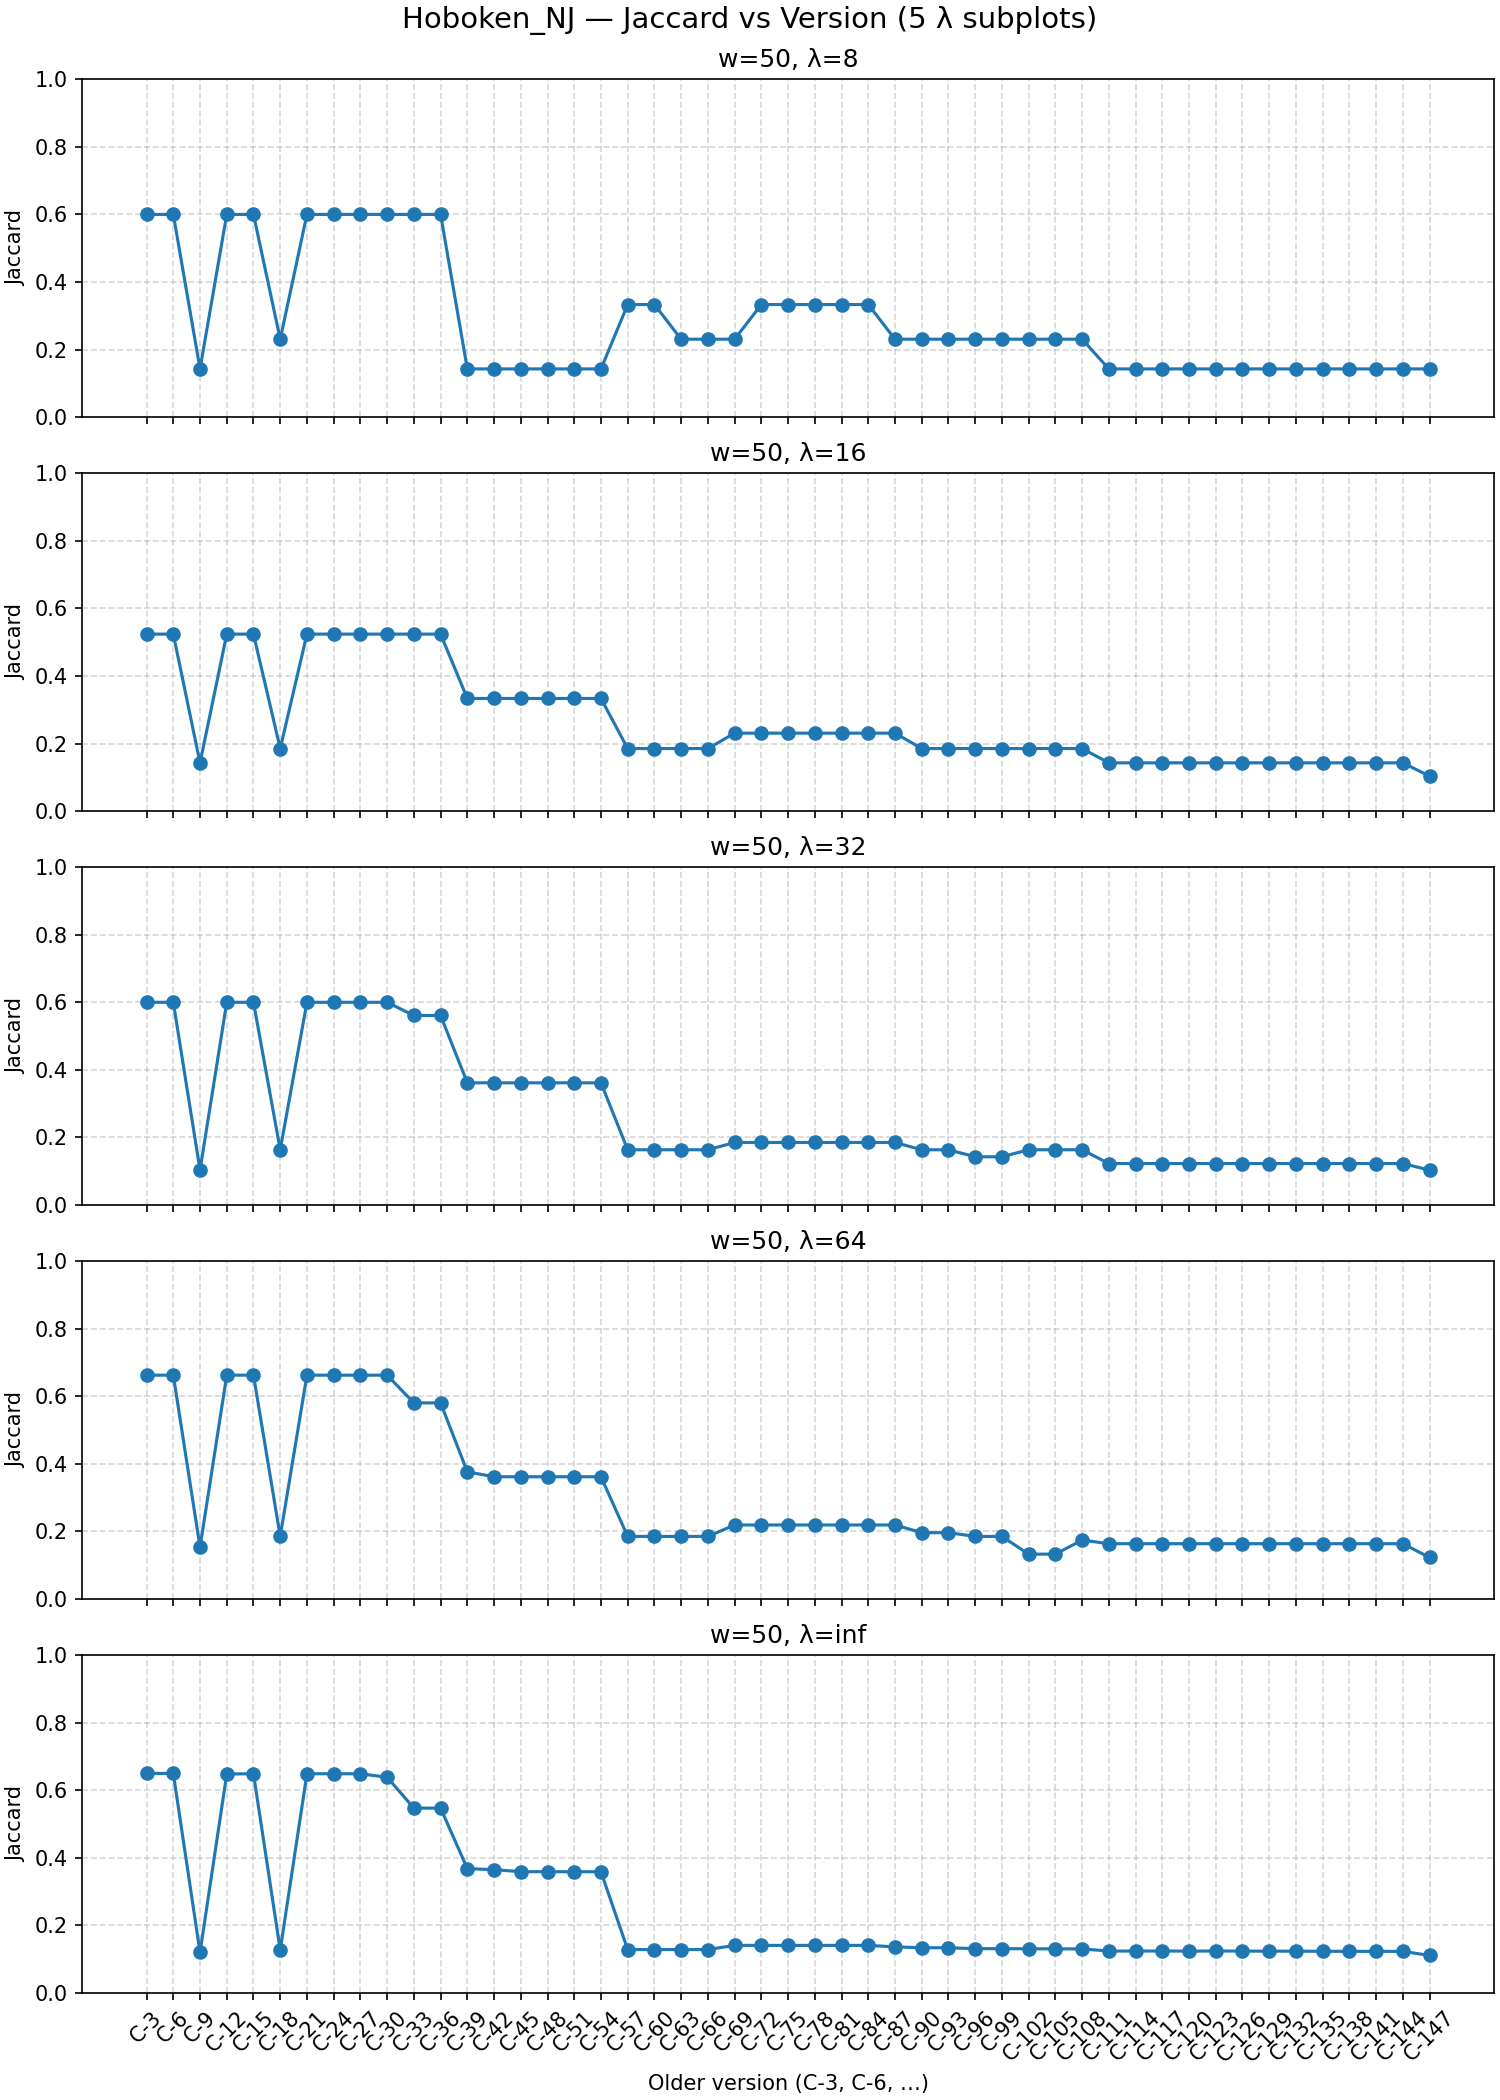 Hoboken_NJ — Jaccard vs Version (5 λ subplots)
w=50, λ=8
1.0
0.8
0.6
0.4
0.2
0.0
Jaccard
w=50, λ=16
1.0
0.8
0.6
0.4
0.2
0.0
Jaccard
w=50, λ=32
1.0
0.8
0.6
0.4
0.2
0.0
Jaccard
w=50, λ=64
1.0
0.8
0.6
0.4
0.2
0.0
Jaccard
w=50, λ=inf
1.0
0.8
0.6
0.4
0.2
0.0
Jaccard
C-3
C-6
C-9
C-12
C-15
C-18
C-21
C-24
C-27
C-30
C-33
C-36
C-39
C-42
C-45
C-48
C-51
C-54
C-57
C-60
C-63
C-66
C-69
C-72
C-75
C-78
C-81
C-84
C-87
C-90
C-93
C-96
C-99
C-102
C-105
C-108
C-111
C-114
C-117
C-120
C-123
C-126
C-129
C-132
C-135
C-138
C-141
C-144
C-147
Older version (C-3, C-6, ...)